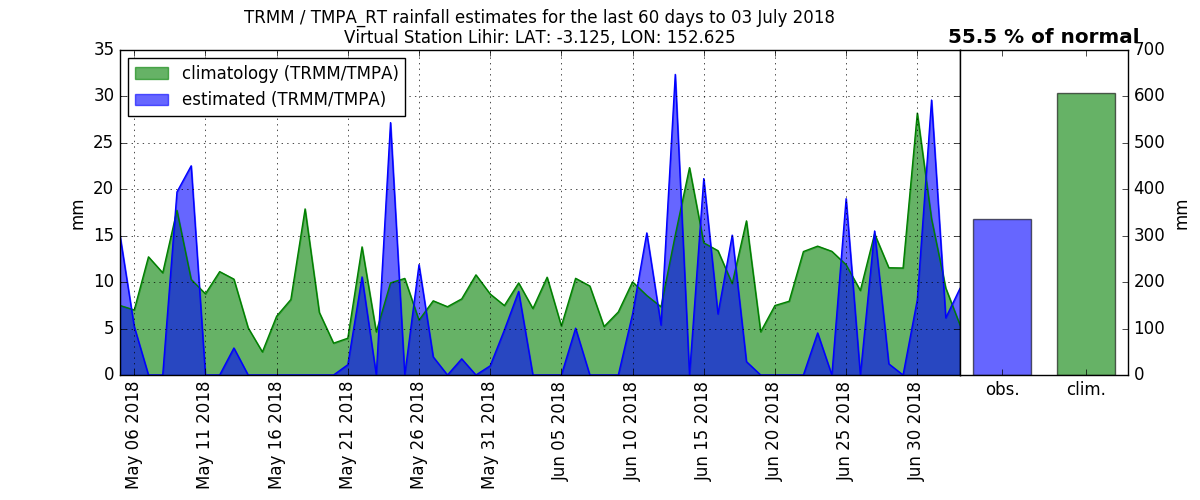 TRMM / TMPA_RT rainfall estimates for the last 60 days to 03 July 2018
Virtual Station Lihir: LAT: -3.125, LON: 152.625
55.5 % of normal
climatology (TRMM/TMPA)
estimated (TRMM/TMPA)
35
30
25
20
15
10
5
0
mm
May 06 2018
May 11 2018
May 16 2018
May 21 2018
May 26 2018
May 31 2018
Jun 05 2018
Jun 10 2018
Jun 15 2018
Jun 20 2018
Jun 25 2018
Jun 30 2018
obs.
clim.
700
600
500
400
300
200
100
0
mm